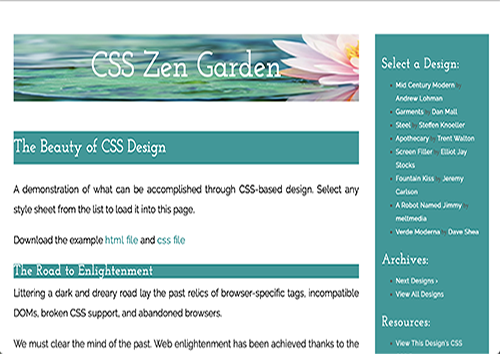 CSS Zen Garden
The Beauty of CSS Design
A demonstration of what can be accomplished through CSS-based design. Select any
style sheet from the list to load it into this page.
Download the example html file and css file
The Road to Enlightenment
Littering a dark and dreary road lay the past relics of browser-specific tags, incompatible
DOMs, broken CSS support, and abandoned browsers.
We must clear the mind of the past. Web enlightenment has been achieved thanks to the
Select a Design:
Mid Century Modern by
Andrew Lohman
Garments by Dan Mall
Steel by Steffen Knoeller
Apothecary by Trent Walton
Screen Filler by Elliot Jay
Stocks
Fountain Kiss by Jeremy
Carlson
A Robot Named Jimmy by
meltmedia
Verde Moderna by Dave Shea
Archives:
Next Designs ›
View All Designs
Resources:
View This Design's CSS